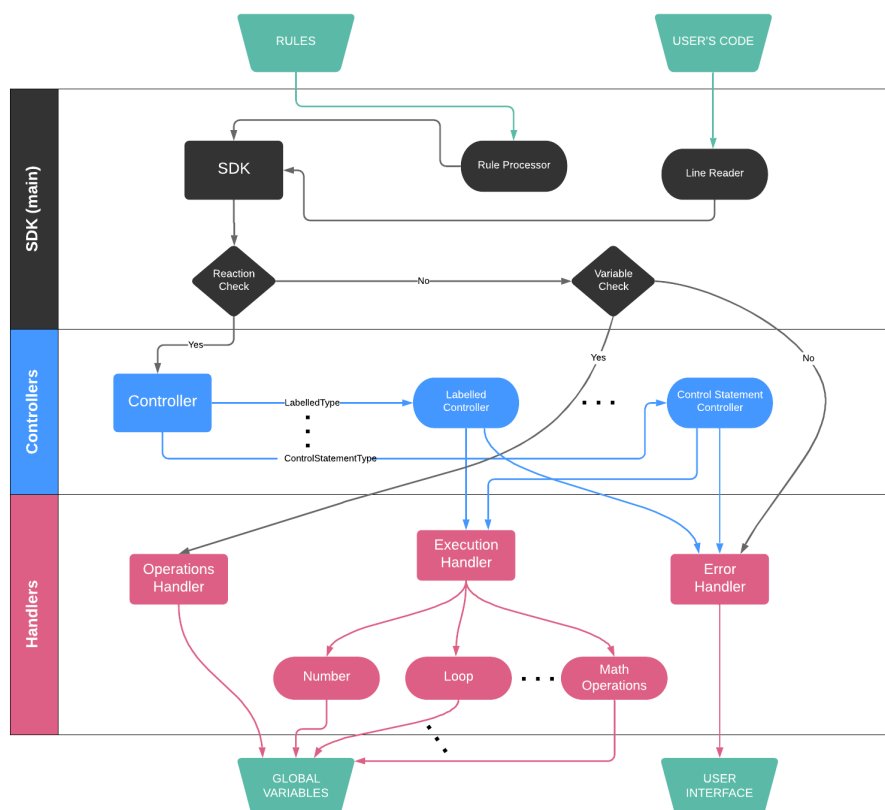 RULES
USER'S CODE
SDK (main)
SDK
Rule Processor
Line Reader
Reaction
Check
No
Variable
Check
Yes
Yes
No
Controllers
Controller
LabelledType
Labelled
Controller
Control Statement
Controller
ControlStatementType
Handlers
Operations
Handler
Execution
Handler
Error
Handler
Number
Loop
Math
Operations
GLOBAL
VARIABLES
USER
INTERFACE